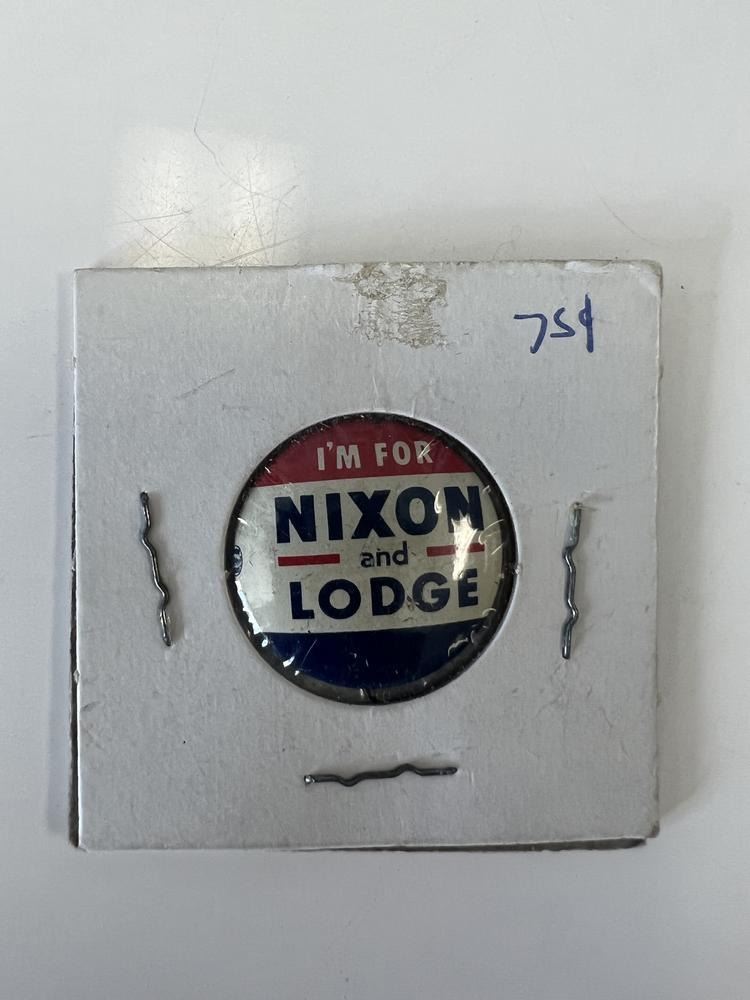 75¢
I'M FOR
NIXON
and
LODGE